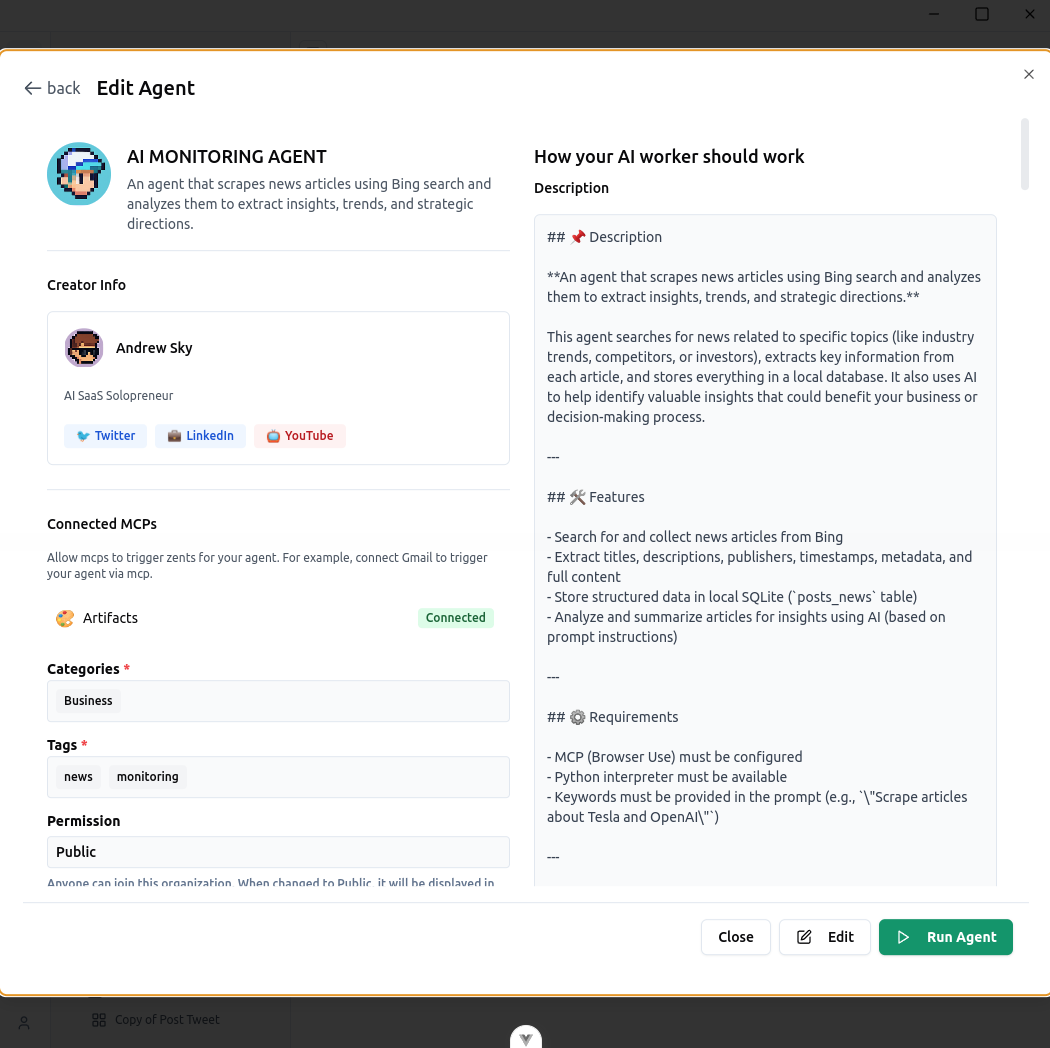 back
Edit Agent
AI MONITORING AGENT
An agent that scrapes news articles using Bing search and
analyzes them to extract insights, trends, and strategic
directions.
Creator Info
Andrew Sky
AI SaaS Solopreneur
Twitter
LinkedIn
YouTube
Connected MCPs
Allow mcps to trigger zents for your agent. For example, connect Gmail to trigger
your agent via mcp.
Artifacts
Connected
Categories *
Business
Tags *
news
monitoring
Permission
Public
Anyone can join this organization. When changed to Public, it will be displayed in
How your AI worker should work
Description
## 📌 Description
**An agent that scrapes news articles using Bing search and analyzes
them to extract insights, trends, and strategic directions.**
This agent searches for news related to specific topics (like industry
trends, competitors, or investors), extracts key information from
each article, and stores everything in a local database. It also uses AI
to help identify valuable insights that could benefit your business or
decision-making process.
---
## 🛠️ Features
- Search for and collect news articles from Bing
- Extract titles, descriptions, publishers, timestamps, metadata, and
full content
- Store structured data in local SQLite (`posts_news` table)
- Analyze and summarize articles for insights using AI (based on
prompt instructions)
---
## ⚙️ Requirements
- MCP (Browser Use) must be configured
- Python interpreter must be available
- Keywords must be provided in the prompt (e.g., `\"Scrape articles
about Tesla and OpenAI\"`)
---
Close
Edit
Run Agent
Copy of Post Tweet